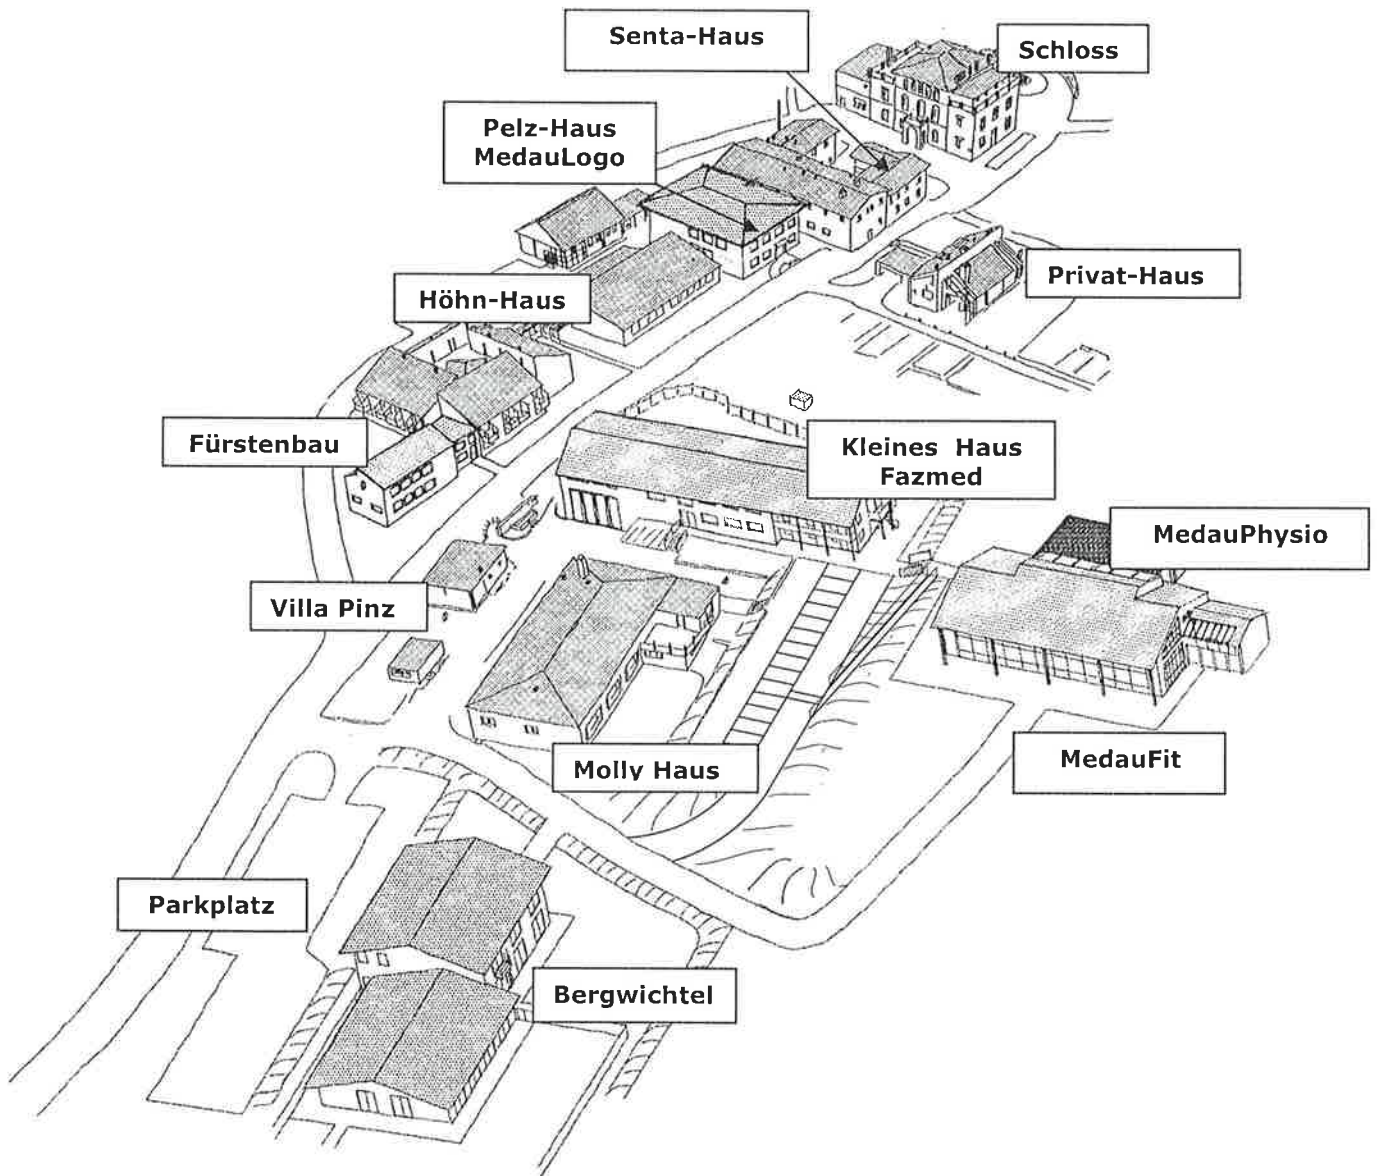 Senta-Haus
Schloss
Pelz-Haus
MedauLogo
Privat-Haus
Höhn-Haus
Fürstenbau
Kleines Haus
Fazmed
MedauPhysio
Villa Pinz
MedauFit
Molly Haus
Parkplatz
Bergwichtel